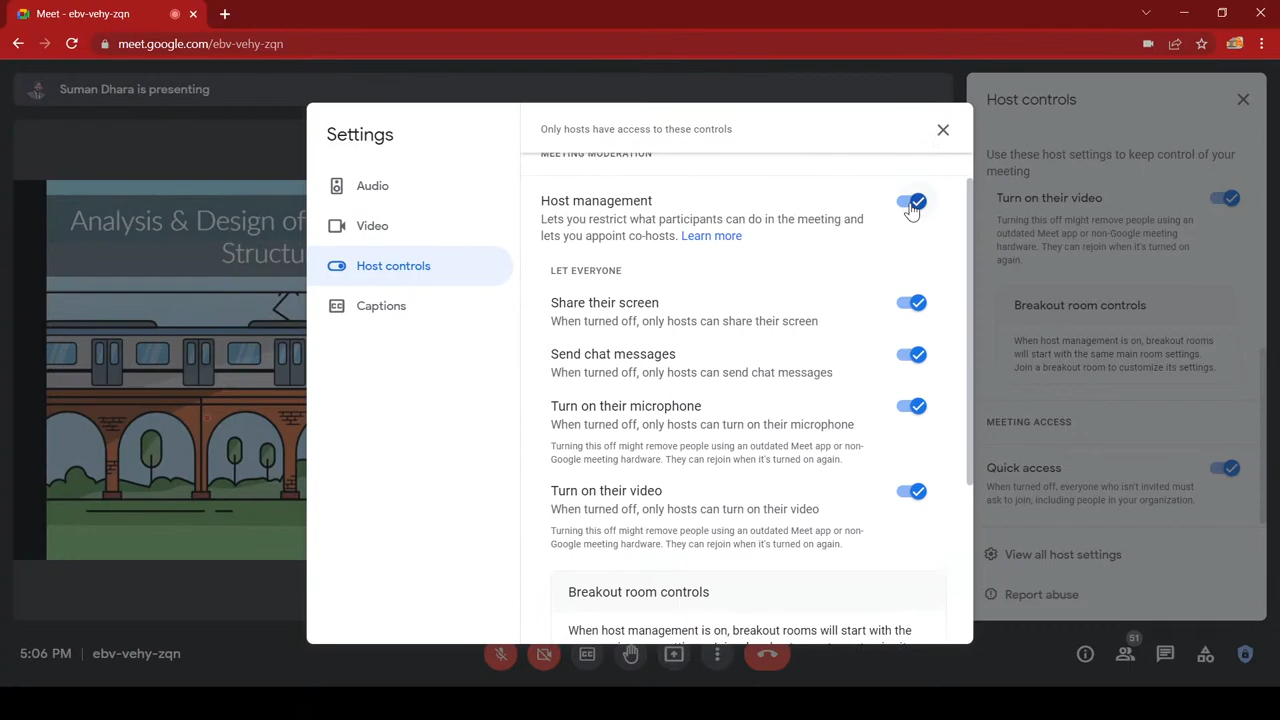 Meet - ebv-vehy-zqn
meet.google.com/ebv-vehy-zqn
Suman Dhara is presenting
Analysis & Design of
Structu
Settings
Audio
Video
Host controls
Captions
Only hosts have access to these controls
MEETING MODERATION
Host management
Lets you restrict what participants can do in the meeting and
lets you appoint co-hosts. Learn more
LET EVERYONE
Share their screen
When turned off, only hosts can share their screen
Send chat messages
When turned off, only hosts can send chat messages
Turn on their microphone
When turned off, only hosts can turn on their microphone
Turning this off might remove people using an outdated Meet app or non-
Google meeting hardware. They can rejoin when it's turned on again.
Turn on their video
When turned off, only hosts can turn on their video
Turning this off might remove people using an outdated Meet app or non-
Google meeting hardware. They can rejoin when it's turned on again.
Breakout room controls
When host management is on, breakout rooms will start with the
Host controls
Use these host settings to keep control of your
meeting
Turn on their video
Turning this off might remove people using an
outdated Meet app or non-Google meeting
hardware. They can rejoin when it's turned on
again.
Breakout room controls
When host management is on, breakout rooms
will start with the same main room settings.
Join a breakout to customize its settings.
MEETING ACCESS
Quick access
When turned off, everyone who isn't invited must
ask to join, including people in your organization.
View all host settings
Report abuse
5:06 PM | ebv-vehy-zqn
CC
51